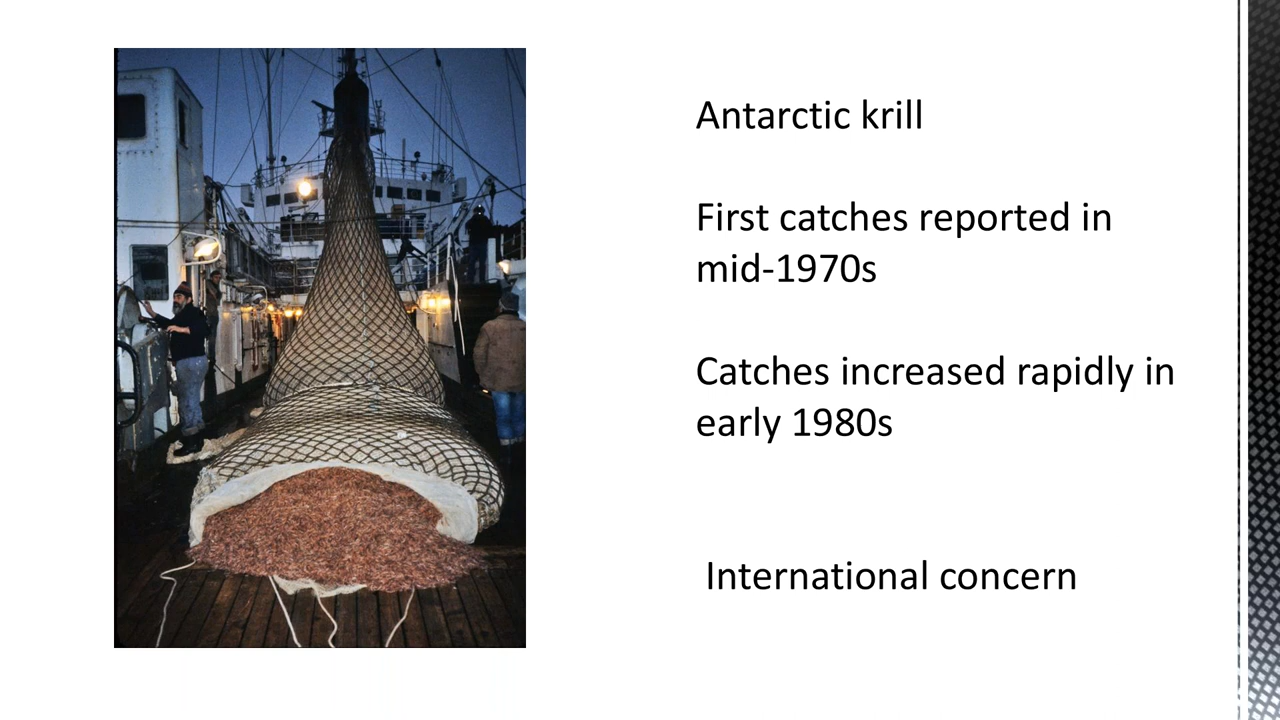 Antarctic krill
First catches reported in
mid-1970s
Catches increased rapidly in
early 1980s
International concern